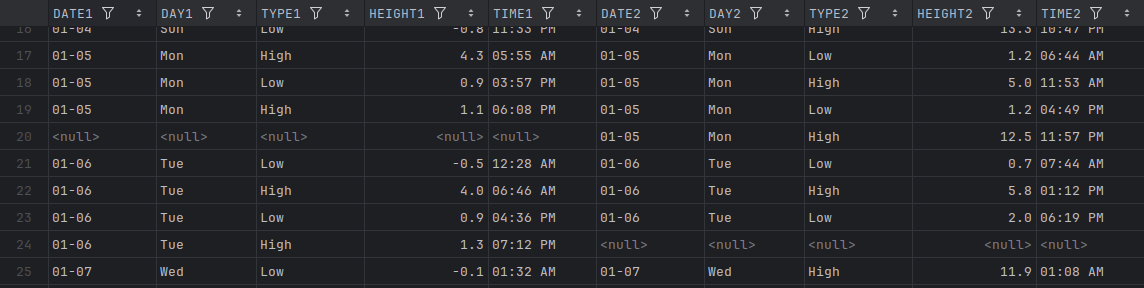 DATE1 DAY1 TYPE1 HEIGHT1 TIME1 DATE2 DAY2 TYPE2 HEIGHT2 TIME2
16 01-04 Sun Low -0.8 11:33 PM 01-04 Sun High 13.3 10:47 PM
17 01-05 Mon High 4.3 05:55 AM 01-05 Mon Low 1.2 06:44 AM
18 01-05 Mon Low 0.9 03:57 PM 01-05 Mon High 5.0 11:53 AM
19 01-05 Mon High 1.1 06:08 PM 01-05 Mon Low 1.2 04:49 PM
20 <null> <null> <null> <null> <null> 01-05 Mon High 12.5 11:57 PM
21 01-06 Tue Low -0.5 12:28 AM 01-06 Tue Low 0.7 07:44 AM
22 01-06 Tue High 4.0 06:46 AM 01-06 Tue High 5.8 01:12 PM
23 01-06 Tue Low 0.9 04:36 PM 01-06 Tue Low 2.0 06:19 PM
24 01-06 Tue High 1.3 07:12 PM <null> <null> <null> <null> <null>
25 01-07 Wed Low -0.1 01:32 AM 01-07 Wed High 11.9 01:08 AM